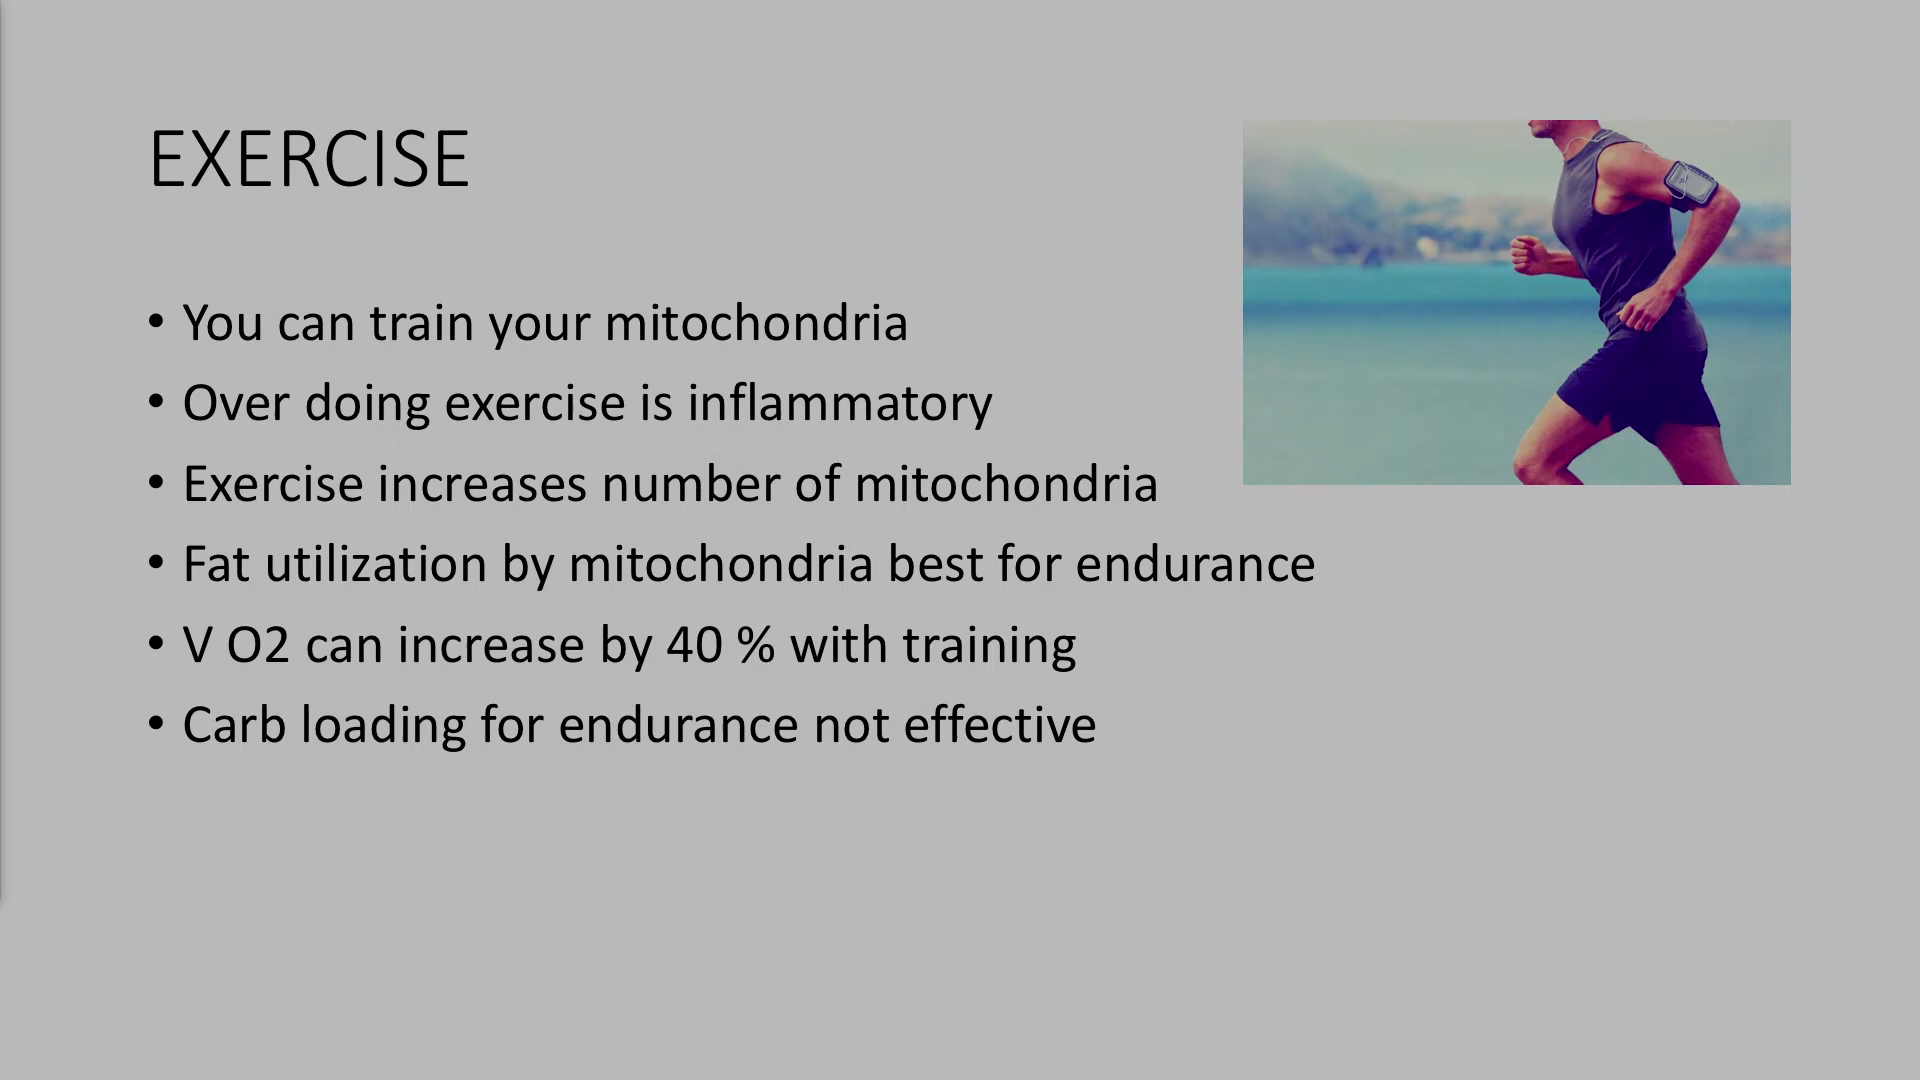 EXERCISE
• You can train your mitochondria
• Over doing exercise is inflammatory
• Exercise increases number of mitochondria
• Fat utilization by mitochondria best for endurance
• V O2 can increase by 40 % with training
• Carb loading for endurance not effective